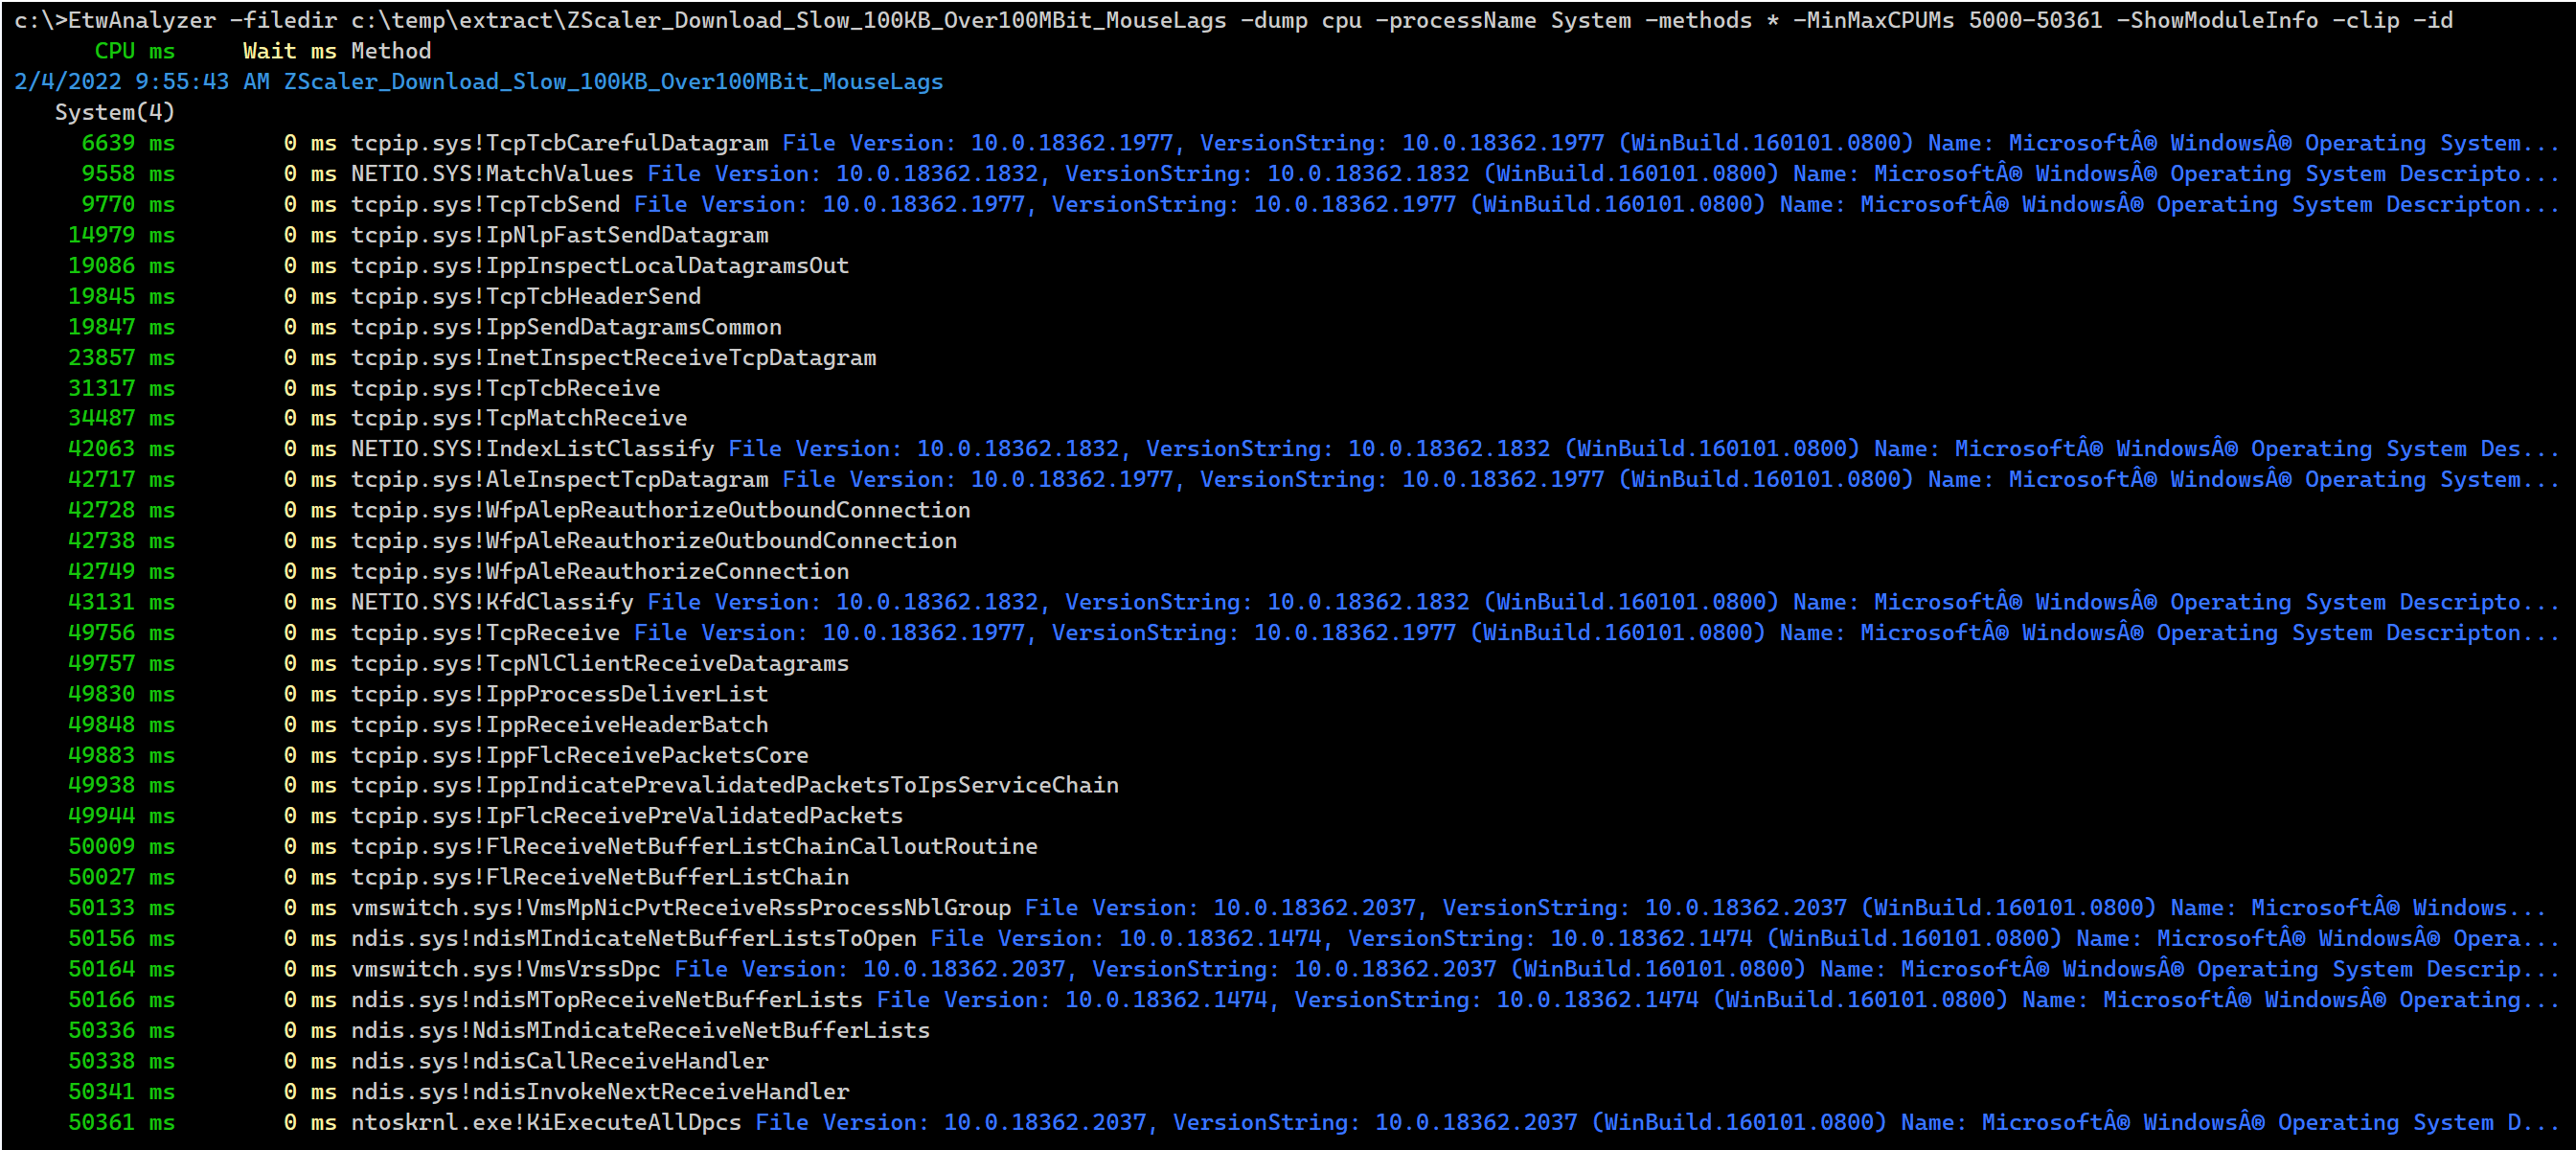 c:\>EtwAnalyzer -filedir c:\temp\extract\ZScaler_Download_Slow_100KB_Over100MBit_MouseLags -dump cpu -processName System -methods * -MinMaxCPUMs 5000-50361 -ShowModuleInfo -clip -id
CPU ms Wait ms Method
2/4/2022 9:55:43 AM ZScaler_Download_Slow_100KB_Over100MBit_MouseLags
System(4)
6639 ms 0 ms tcpip.sys!TcpTcbCarefulDatagram File Version: 10.0.18362.1977, VersionString: 10.0.18362.1977 (WinBuild.160101.0800) Name: MicrosoftÂ® WindowsÂ® Operating System...
9558 ms 0 ms NETIO.SYS!MatchValues File Version: 10.0.18362.1832, VersionString: 10.0.18362.1832 (WinBuild.160101.0800) Name: MicrosoftÂ® WindowsÂ® Operating System Descripto...
9770 ms 0 ms tcpip.sys!TcpTcbSend File Version: 10.0.18362.1977, VersionString: 10.0.18362.1977 (WinBuild.160101.0800) Name: MicrosoftÂ® WindowsÂ® Operating System Descripton...
14979 ms 0 ms tcpip.sys!IpNlpFastSendDatagram
19086 ms 0 ms tcpip.sys!IppInspectLocalDatagramsOut
19845 ms 0 ms tcpip.sys!TcpTcbHeaderSend
19847 ms 0 ms tcpip.sys!IppSendDatagramsCommon
23857 ms 0 ms tcpip.sys!InetInspectReceiveTcpDatagram
31317 ms 0 ms tcpip.sys!TcpTcbReceive
34487 ms 0 ms tcpip.sys!TcpMatchReceive
42063 ms 0 ms NETIO.SYS!IndexListClassify File Version: 10.0.18362.1832, VersionString: 10.0.18362.1832 (WinBuild.160101.0800) Name: MicrosoftÂ® WindowsÂ® Operating System Des...
42717 ms 0 ms tcpip.sys!AleInspectTcpDatagram File Version: 10.0.18362.1977, VersionString: 10.0.18362.1977 (WinBuild.160101.0800) Name: MicrosoftÂ® WindowsÂ® Operating System...
42728 ms 0 ms tcpip.sys!WfpAlepReauthorizeOutboundConnection
42738 ms 0 ms tcpip.sys!WfpAleReauthorizeOutboundConnection
42749 ms 0 ms tcpip.sys!WfpAleReauthorizeConnection
43131 ms 0 ms NETIO.SYS!KfdClassify File Version: 10.0.18362.1832, VersionString: 10.0.18362.1832 (WinBuild.160101.0800) Name: MicrosoftÂ® WindowsÂ® Operating System Descripto...
49756 ms 0 ms tcpip.sys!TcpReceive File Version: 10.0.18362.1977, VersionString: 10.0.18362.1977 (WinBuild.160101.0800) Name: MicrosoftÂ® WindowsÂ® Operating System Descripton...
49757 ms 0 ms tcpip.sys!TcpNlClientReceiveDatagrams
49830 ms 0 ms tcpip.sys!IppProcessDeliverList
49848 ms 0 ms tcpip.sys!IppReceiveHeaderBatch
49883 ms 0 ms tcpip.sys!IppFlcReceivePacketsCore
49938 ms 0 ms tcpip.sys!IppIndicatePrevalidatedPacketsToIpsServiceChain
49944 ms 0 ms tcpip.sys!IpFlcReceivePreValidatedPackets
50009 ms 0 ms tcpip.sys!FlReceiveNetBufferListChainCalloutRoutine
50027 ms 0 ms tcpip.sys!FlReceiveNetBufferListChain
50133 ms 0 ms vmswitch.sys!VmsMpNicPvtReceiveRssProcessNblGroup File Version: 10.0.18362.2037, VersionString: 10.0.18362.2037 (WinBuild.160101.0800) Name: MicrosoftÂ® Windows...
50156 ms 0 ms ndis.sys!ndisMIndicateNetBufferListsToOpen File Version: 10.0.18362.1474, VersionString: 10.0.18362.1474 (WinBuild.160101.0800) Name: MicrosoftÂ® WindowsÂ® Opera...
50164 ms 0 ms vmswitch.sys!VmsVrssDpc File Version: 10.0.18362.2037, VersionString: 10.0.18362.2037 (WinBuild.160101.0800) Name: MicrosoftÂ® WindowsÂ® Operating System Descrip...
50166 ms 0 ms ndis.sys!ndisMTopReceiveNetBufferLists File Version: 10.0.18362.1474, VersionString: 10.0.18362.1474 (WinBuild.160101.0800) Name: MicrosoftÂ® WindowsÂ® Operating...
50336 ms 0 ms ndis.sys!NdisMIndicateReceiveNetBufferLists
50338 ms 0 ms ndis.sys!ndisCallReceiveHandler
50341 ms 0 ms ndis.sys!ndisInvokeNextReceiveHandler
50361 ms 0 ms ntoskrnl.exe!KiExecuteAllDpcs File Version: 10.0.18362.2037, VersionString: 10.0.18362.2037 (WinBuild.160101.0800) Name: MicrosoftÂ® WindowsÂ® Operating System D...